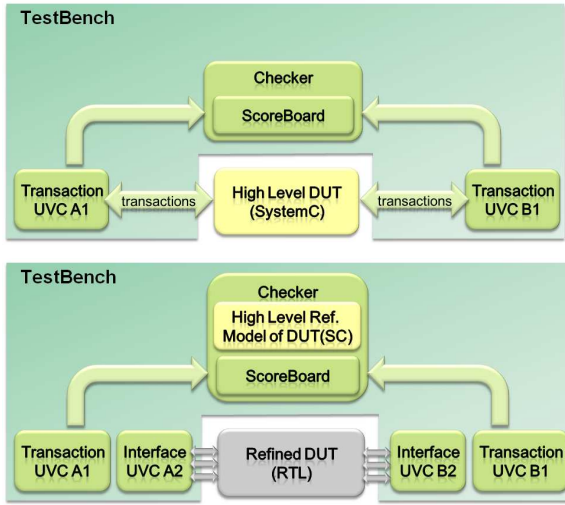 TestBench
Checker
ScoreBoard
Transaction
UVC A1
transactions
High Level DUT
(SystemC)
transactions
Transaction
UVC B1
TestBench
Checker
High Level Ref.
Model of DUT(SC)
ScoreBoard
Transaction
UVC A1
Interface
UVC A2
Refined DUT
(RTL)
Interface
UVC B2
Transaction
UVC B1